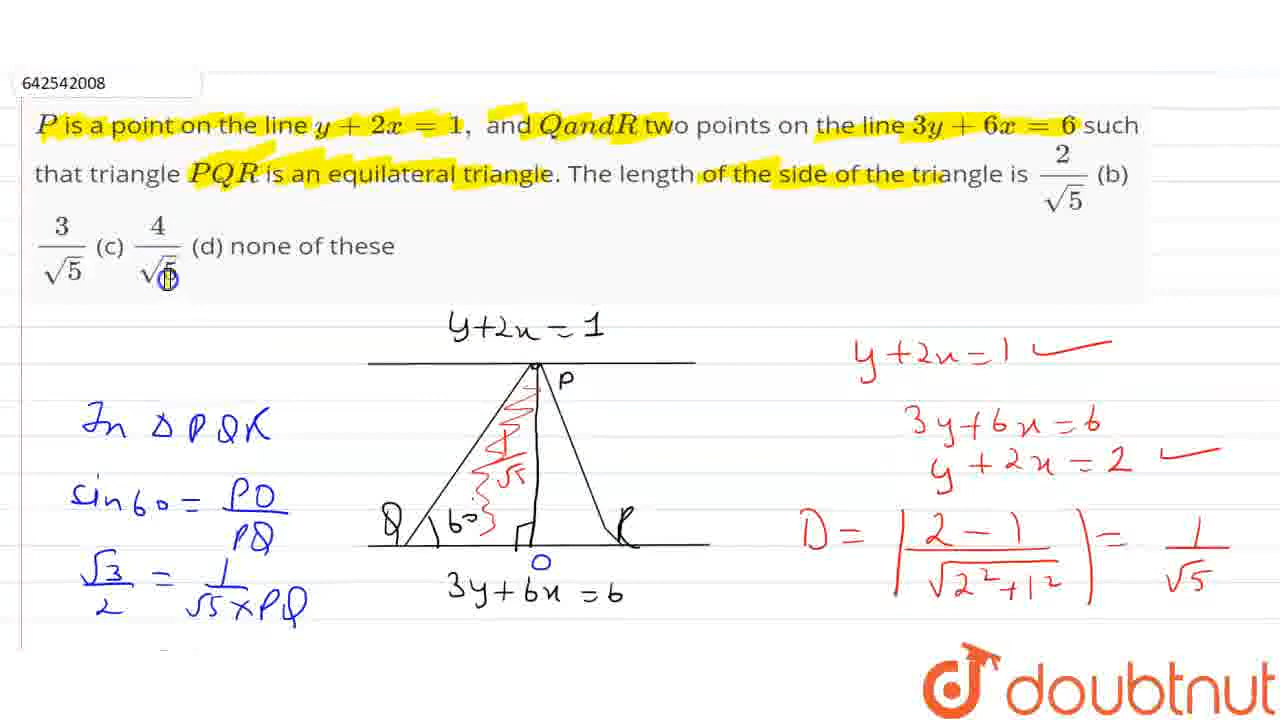 642542008
P is a point on the line y + 2x = 1, and QandR two points on the line 3y + 6x = 6 such
that triangle PQR is an equilateral triangle. The length of the side of the triangle is 2/√5 (b)
3/√5 (c) 4/√5 (d) none of these
y+2x=1
P
Q
60°
1/√5
R
O
3y+6x=6
In Δ PQR
sin60 = PO/PQ
√3/2 = 1/√5×PQ
y+2x=1
3y+6x=6
y+2x=2
D = |2-1/√2²+1²| = 1/√5
doubtnut